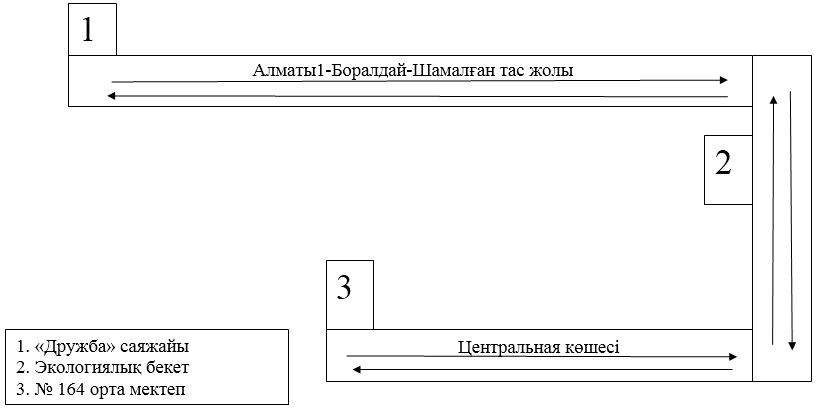 1
Алматы1-Боралдай-Шамалған тас жолы
2
3
Центральная көшесі
1. «Дружба» саяжайы
2. Экологиялық бекет
3. № 164 орта мектеп